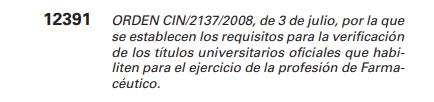 12391 ORDEN CIN/2137/2008, de 3 de julio, por la que
se establecen los requisitos para la verificación
de los títulos universitarios oficiales que habi-
liten para el ejercicio de la profesión de Farma-
céutico.